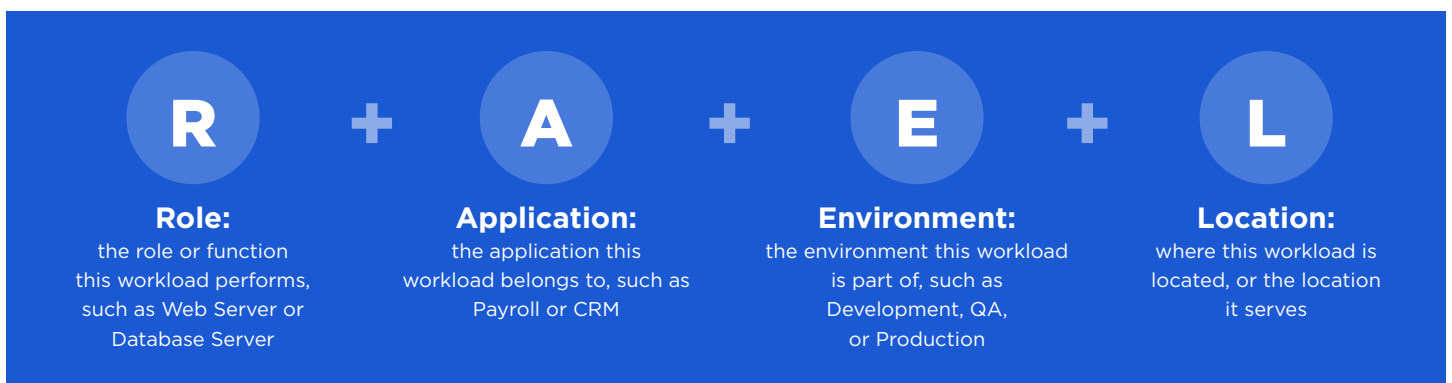 R + A + E + L
Role:
the role or function
this workload performs,
such as Web Server or
Database Server
Application:
the application this
workload belongs to, such as
Payroll or CRM
Environment:
the environment this workload
is part of, such as
Development, QA,
or Production
Location:
where this workload is
located, or the location
it serves